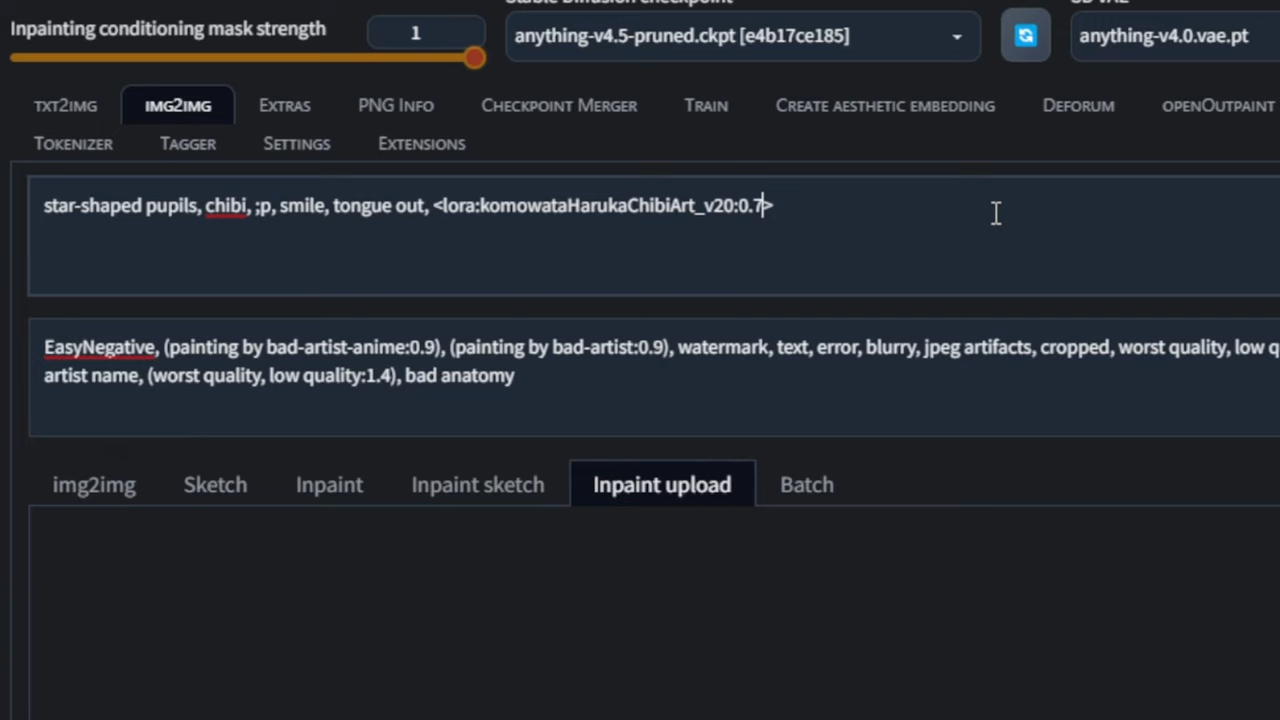 Stable Diffusion checkpoint
Inpainting conditioning mask strength 1 anything-v4.5-pruned.ckpt [e4b17ce185] anything-v4.0.vae.pt
TXT2IMG IMG2IMG EXTRAS PNG INFO CHECKPOINT MERGER TRAIN CREATE AESTHETIC EMBEDDING DEFORUM OPENOUTPAINT
TOKENIZER TAGGER SETTINGS EXTENSIONS
star-shaped pupils, chibi, ;p, smile, tongue out, <lora:komowataHarukaChibiArt_v20:0.7>
EasyNegative, (painting by bad-artist-anime:0.9), (painting by bad-artist:0.9), watermark, text, error, blurry, jpeg artifacts, cropped, worst quality, low
artist name, (worst quality, low quality:1.4), bad anatomy
img2img Sketch Inpaint Inpaint sketch Inpaint upload Batch